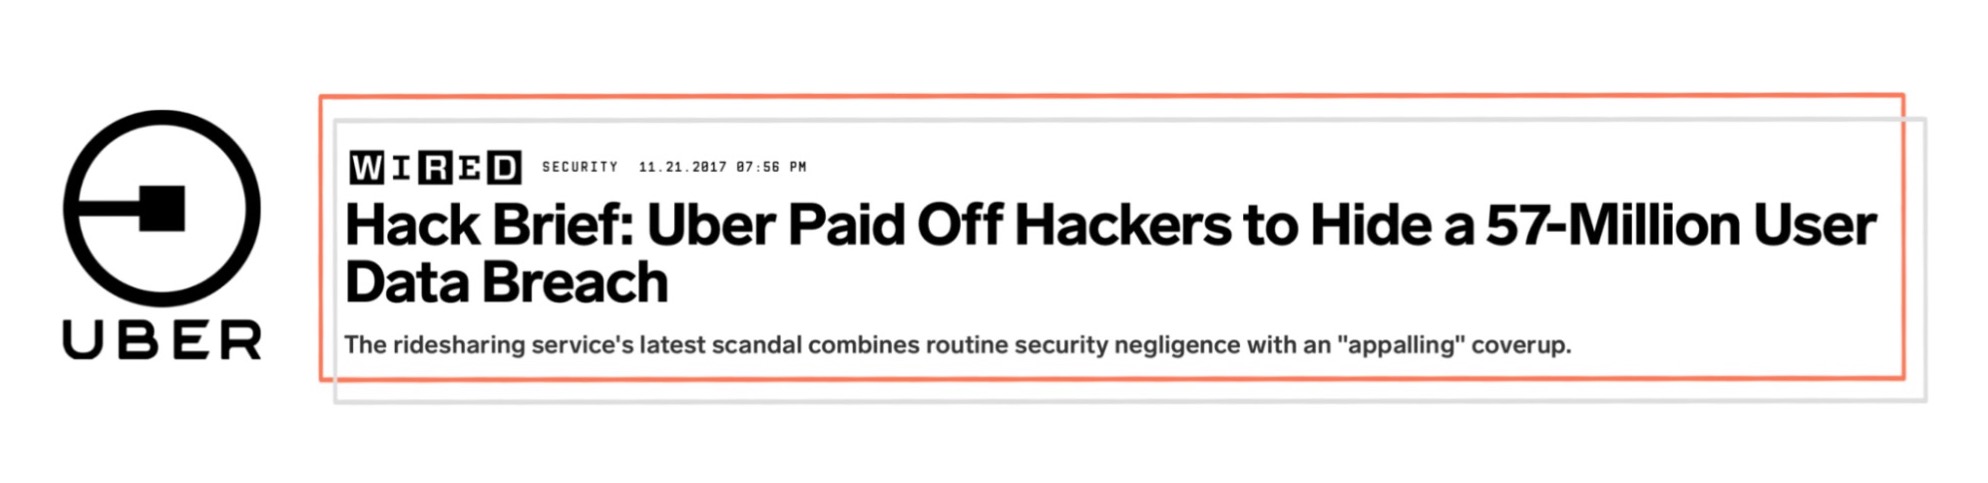 WIRED SECURITY 11.21.2017 07:56 PM
Hack Brief: Uber Paid Off Hackers to Hide a 57-Million User
Data Breach
The ridesharing service's latest scandal combines routine security negligence with an "appalling" coverup.
UBER